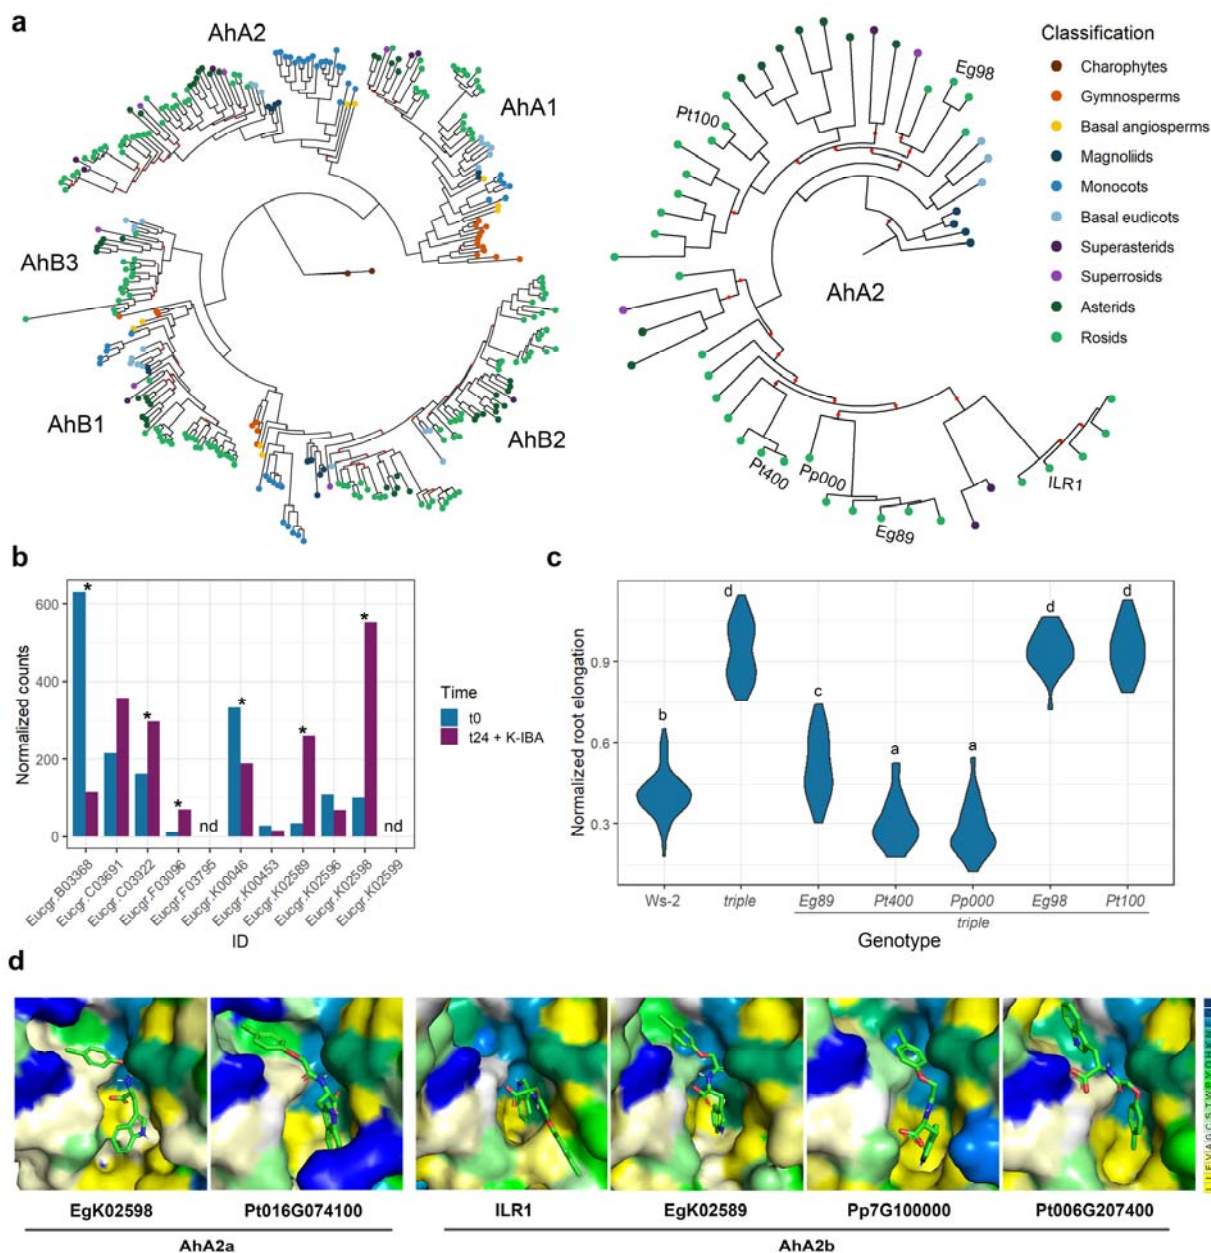 a
AhA2
AhA1
AhB3
AhB1
AhB2
Pt100
Eg98
AhA2
Pt400
Pp000
Eg89
ILR1
Classification
Charophytes
Gymnosperms
Basal angiosperms
Magnoliids
Monocots
Basal eudicots
Superasterids
Superrosids
Asterids
Rosids
b
Normalized counts
600
400
200
0
*
*
*
nd
*
*
*
nd
Eucgr.B03368
Eucgr.C03691
Eucgr.C03922
Eucgr.F03096
Eucgr.F03795
Eucgr.K00046
Eucgr.K00453
Eucgr.K02589
Eucgr.K02596
Eucgr.K02598
Eucgr.K02599
ID
Time
t0
t24 + K-IBA
c
Normalized root elongation
0.9
0.6
0.3
b
d
c
a
a
d
d
Ws-2
triple
Eg89
Pt400
Pp000
Eg98
Pt100
triple
Genotype
d
EgK02598
Pt016G074100
ILR1
EgK02589
Pp7G100000
Pt006G207400
AhA2a
AhA2b